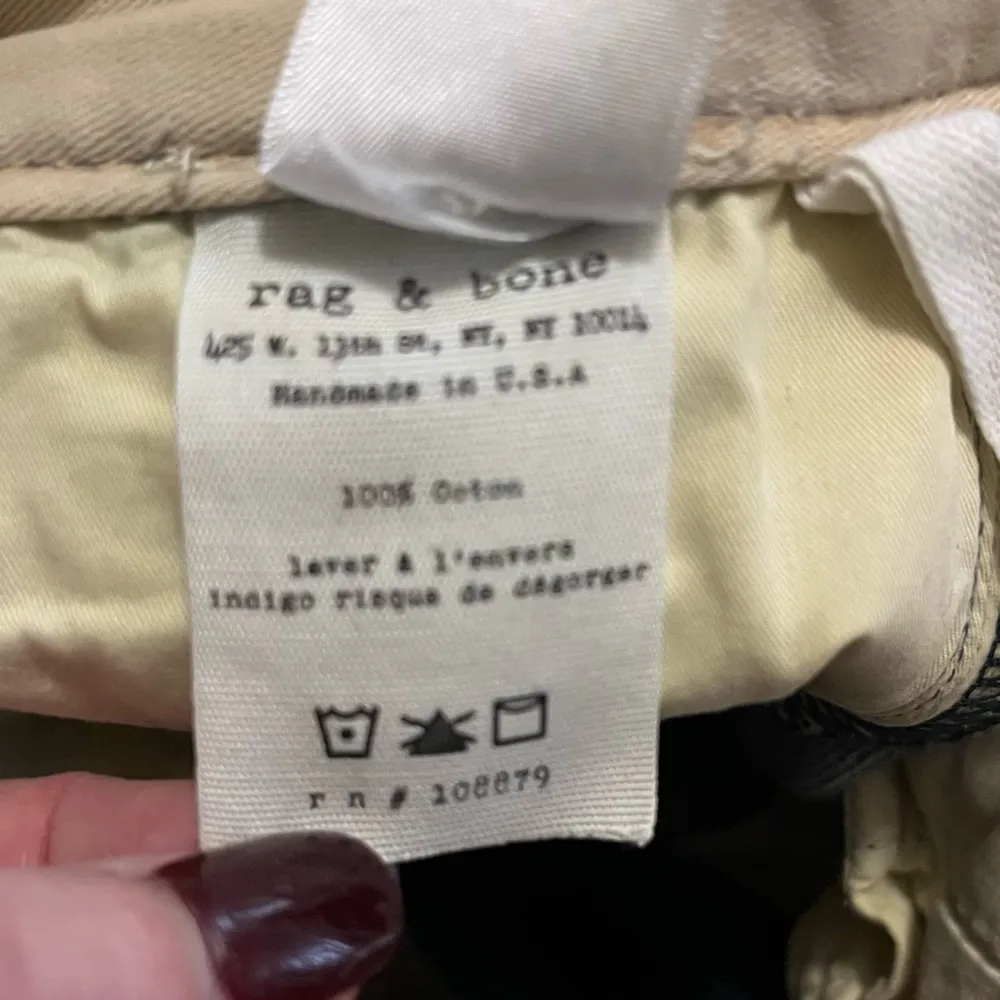 rag & bone
425 W. 13th St, NY, NY 10014
Handmade in U.S.A
100% Coton
laver à l'envers
indigo risque de dégorger
r n # 108879